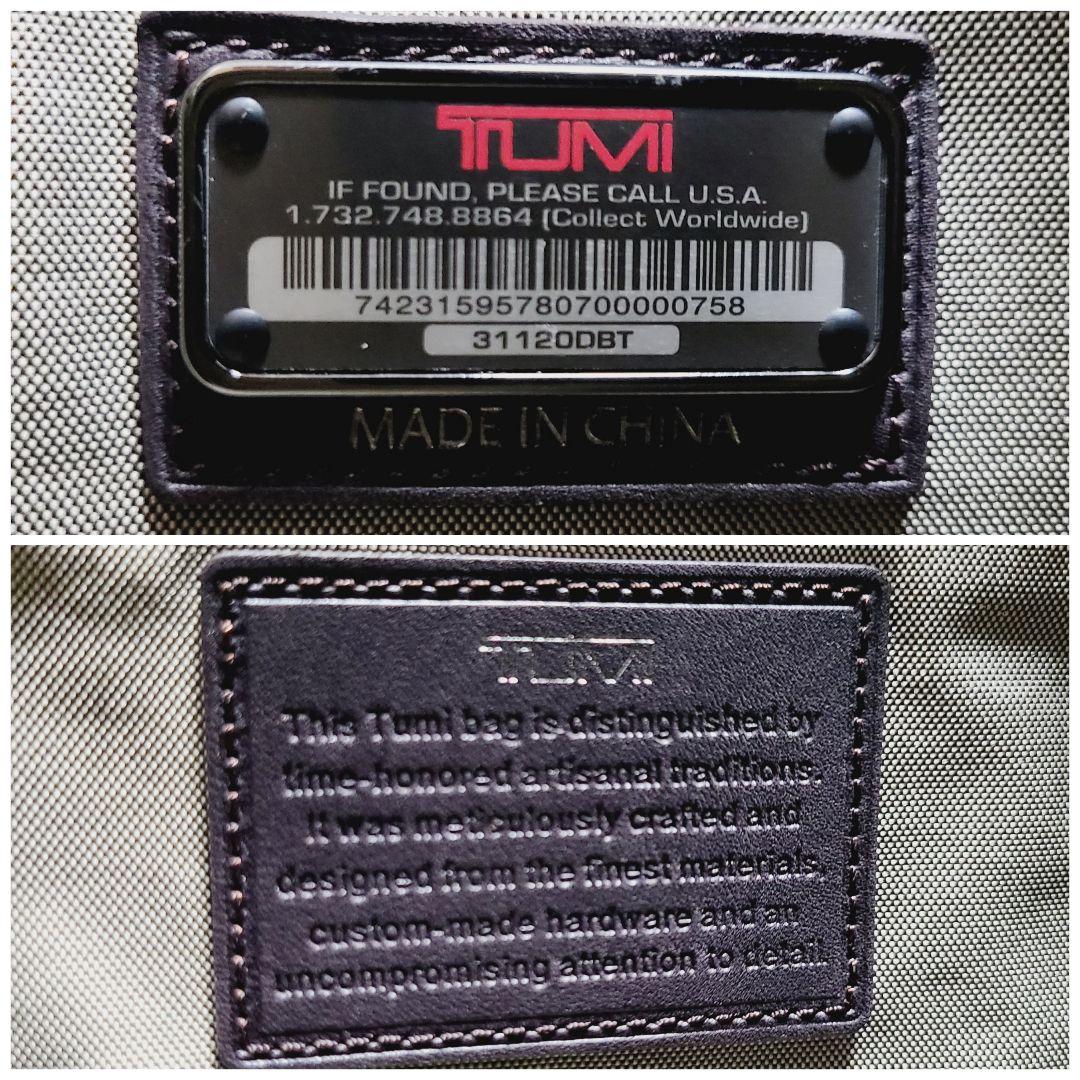 TUMI
IF FOUND, PLEASE CALL U.S.A.
1.732.748.8864 (Collect Worldwide)
74231595780700000758
31120DBT
MADE IN CHINA
TUMI
This Tumi bag is distinguished by
time-honored artisanal traditions.
It was meticulously crafted and
designed from the finest materials,
custom-made hardware and an
uncompromising attention to detail.